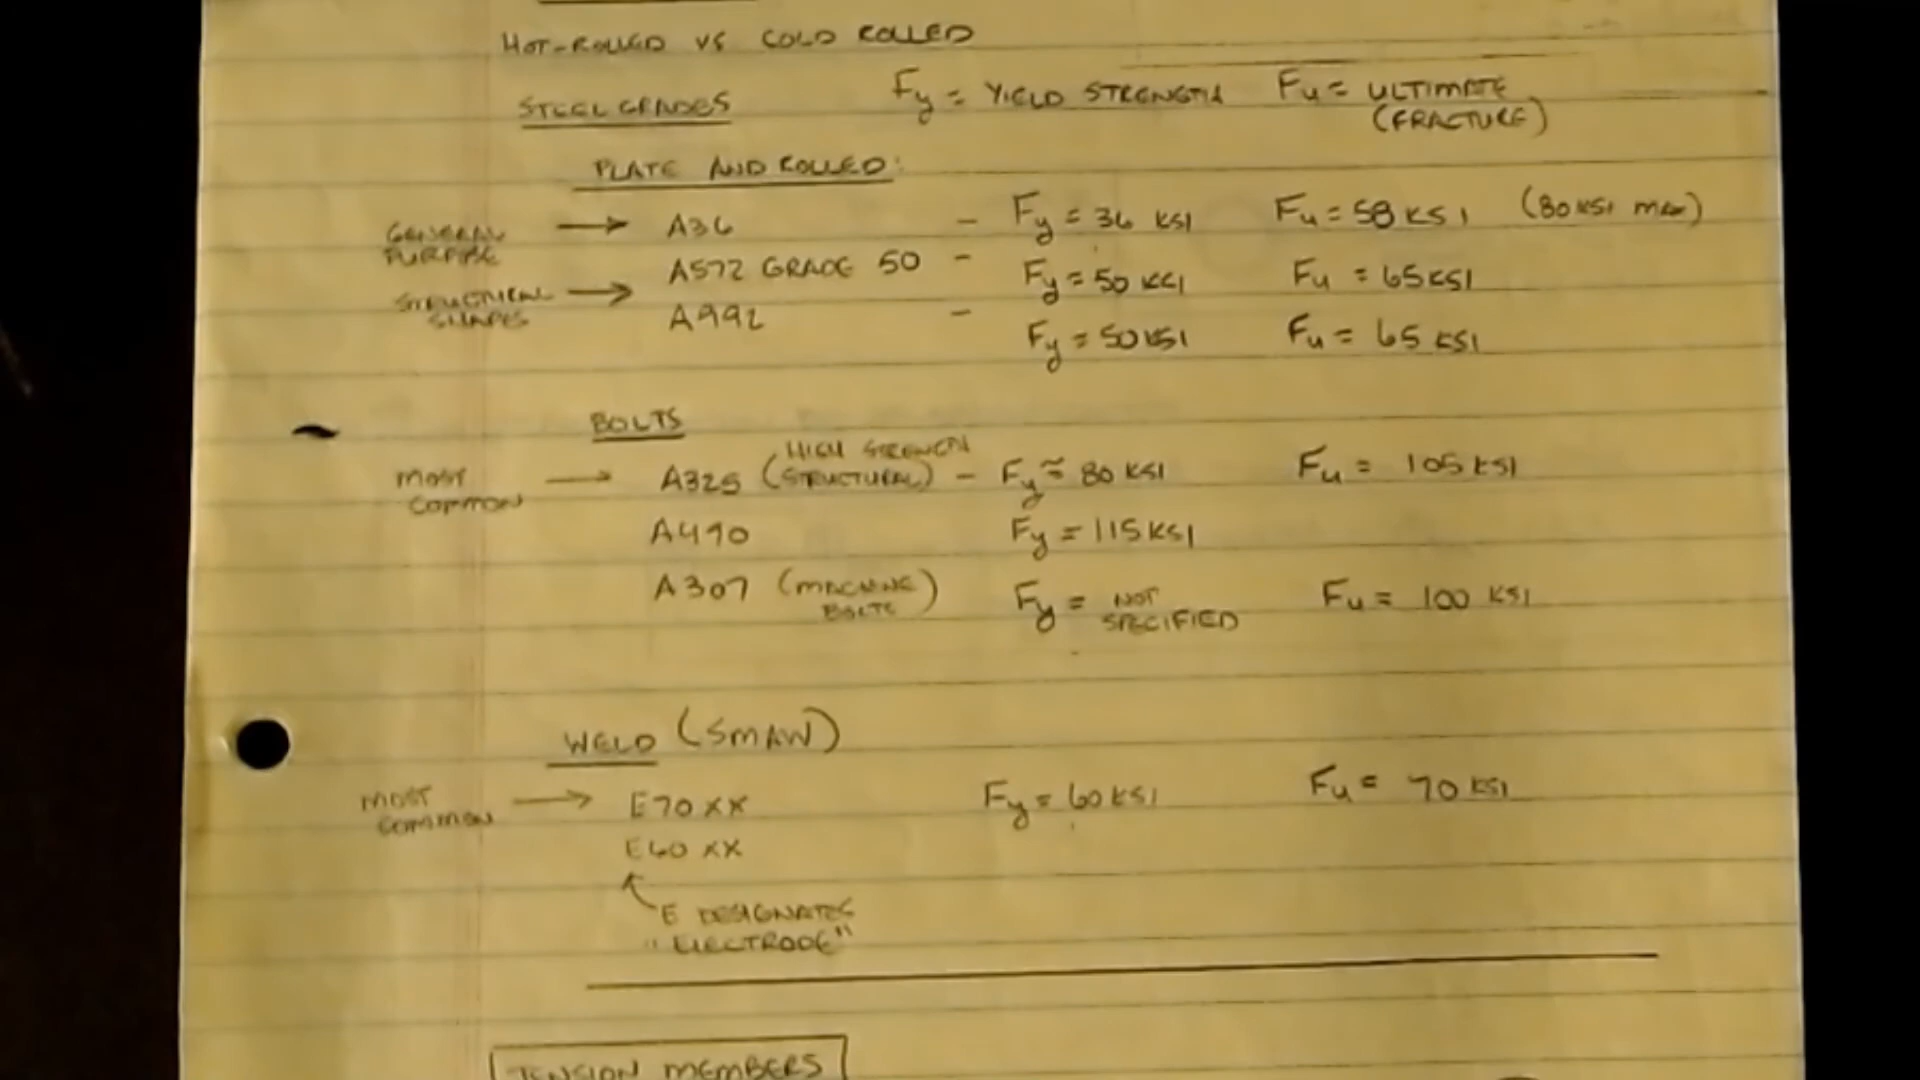 HOT-ROLLED VS COLD ROLLED
STEEL GRADES Fy = YIELD STRENGTH Fu = ULTIMATE
(FRACTURE)
PLATE AND ROLLED:
GENERAL PURPOSE → A36 - Fy = 36 KSI Fu = 58 KSI (80 KSI MAX)
A572 GRADE 50 - Fy = 50 KSI Fu = 65 KSI
STRUCTURAL SHAPES → A992 - Fy = 50 KSI Fu = 65 KSI
BOLTS
HIGH STRENGTH
MOST COMMON → A325 (STRUCTURAL) - Fy ≈ 80 KSI Fu = 105 KSI
A490 Fy = 115 KSI
A307 (MACHINE BOLTS) Fy = NOT SPECIFIED Fu = 100 KSI
WELD (SMAW)
MOST COMMON → E70 XX Fy = 60 KSI Fu = 70 KSI
E60 XX
E DESIGNATES
"ELECTRODE"
TENSION MEMBERS